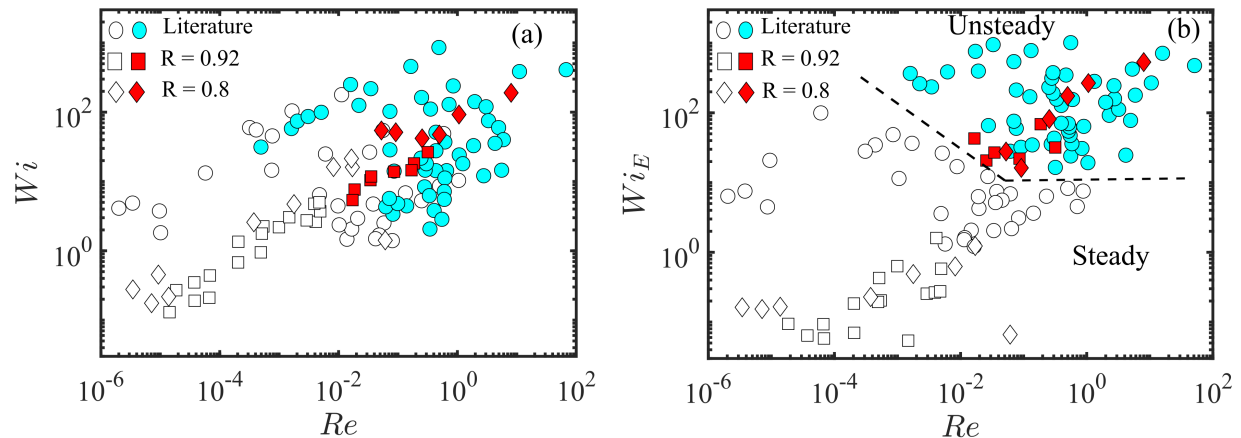 (a)
Literature
R = 0.92
R = 0.8
Wi
10^2
10^0
10^-6
10^-4
10^-2
10^0
10^2
Re
(b)
Unsteady
Literature
R = 0.92
R = 0.8
Wi_E
10^2
10^0
Steady
10^-6
10^-4
10^-2
10^0
10^2
Re